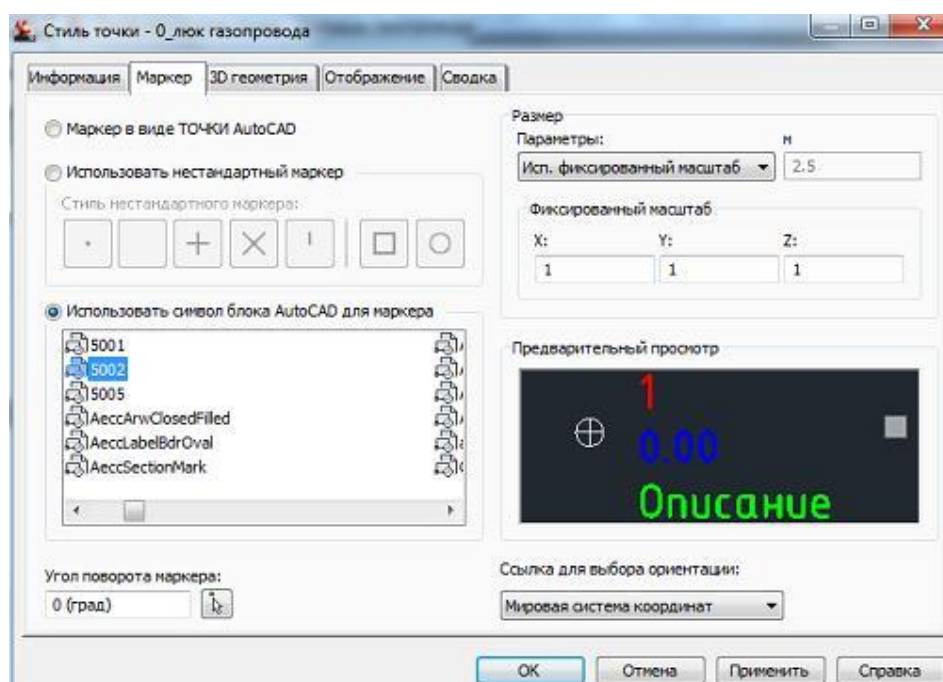 Стиль точки - 0_люк газопровода
Информация Маркер 3D геометрия Отображение Сводка
Маркер в виде ТОЧКИ AutoCAD
Использовать нестандартный маркер
Стиль нестандартного маркера:
Использовать символ блока AutoCAD для маркера
5001
5002
5005
AeccArwClosedFilled
AeccLabelBdrOval
AeccSectionMark
Угол поворота маркера:
0 (град)
Размер
Параметры: м
Исп. фиксированный масштаб 2.5
Фиксированный масштаб
X: Y: Z:
1 1 1
Предварительный просмотр
1
0.00
Описание
Ссылка для выбора ориентации:
Мировая система координат
OK Отмена Применить Справка